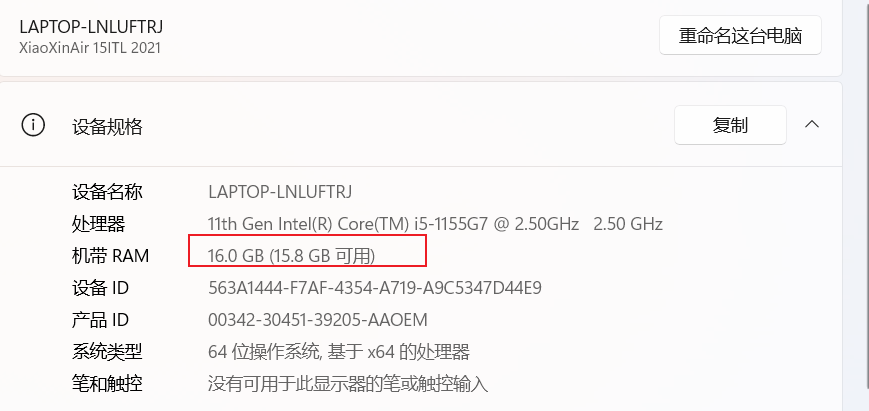 LAPTOP-LNLUFTRJ
XiaoXinAir 15ITL 2021
重命名这台电脑
设备规格
复制
设备名称 LAPTOP-LNLUFTRJ
处理器 11th Gen Intel(R) Core(TM) i5-1155G7 @ 2.50GHz 2.50 GHz
机带 RAM 16.0 GB (15.8 GB 可用)
设备 ID 563A1444-F7AF-4354-A719-A9C5347D44E9
产品 ID 00342-30451-39205-AAOEM
系统类型 64 位操作系统, 基于 x64 的处理器
笔和触控 没有可用于此显示器的笔或触控输入